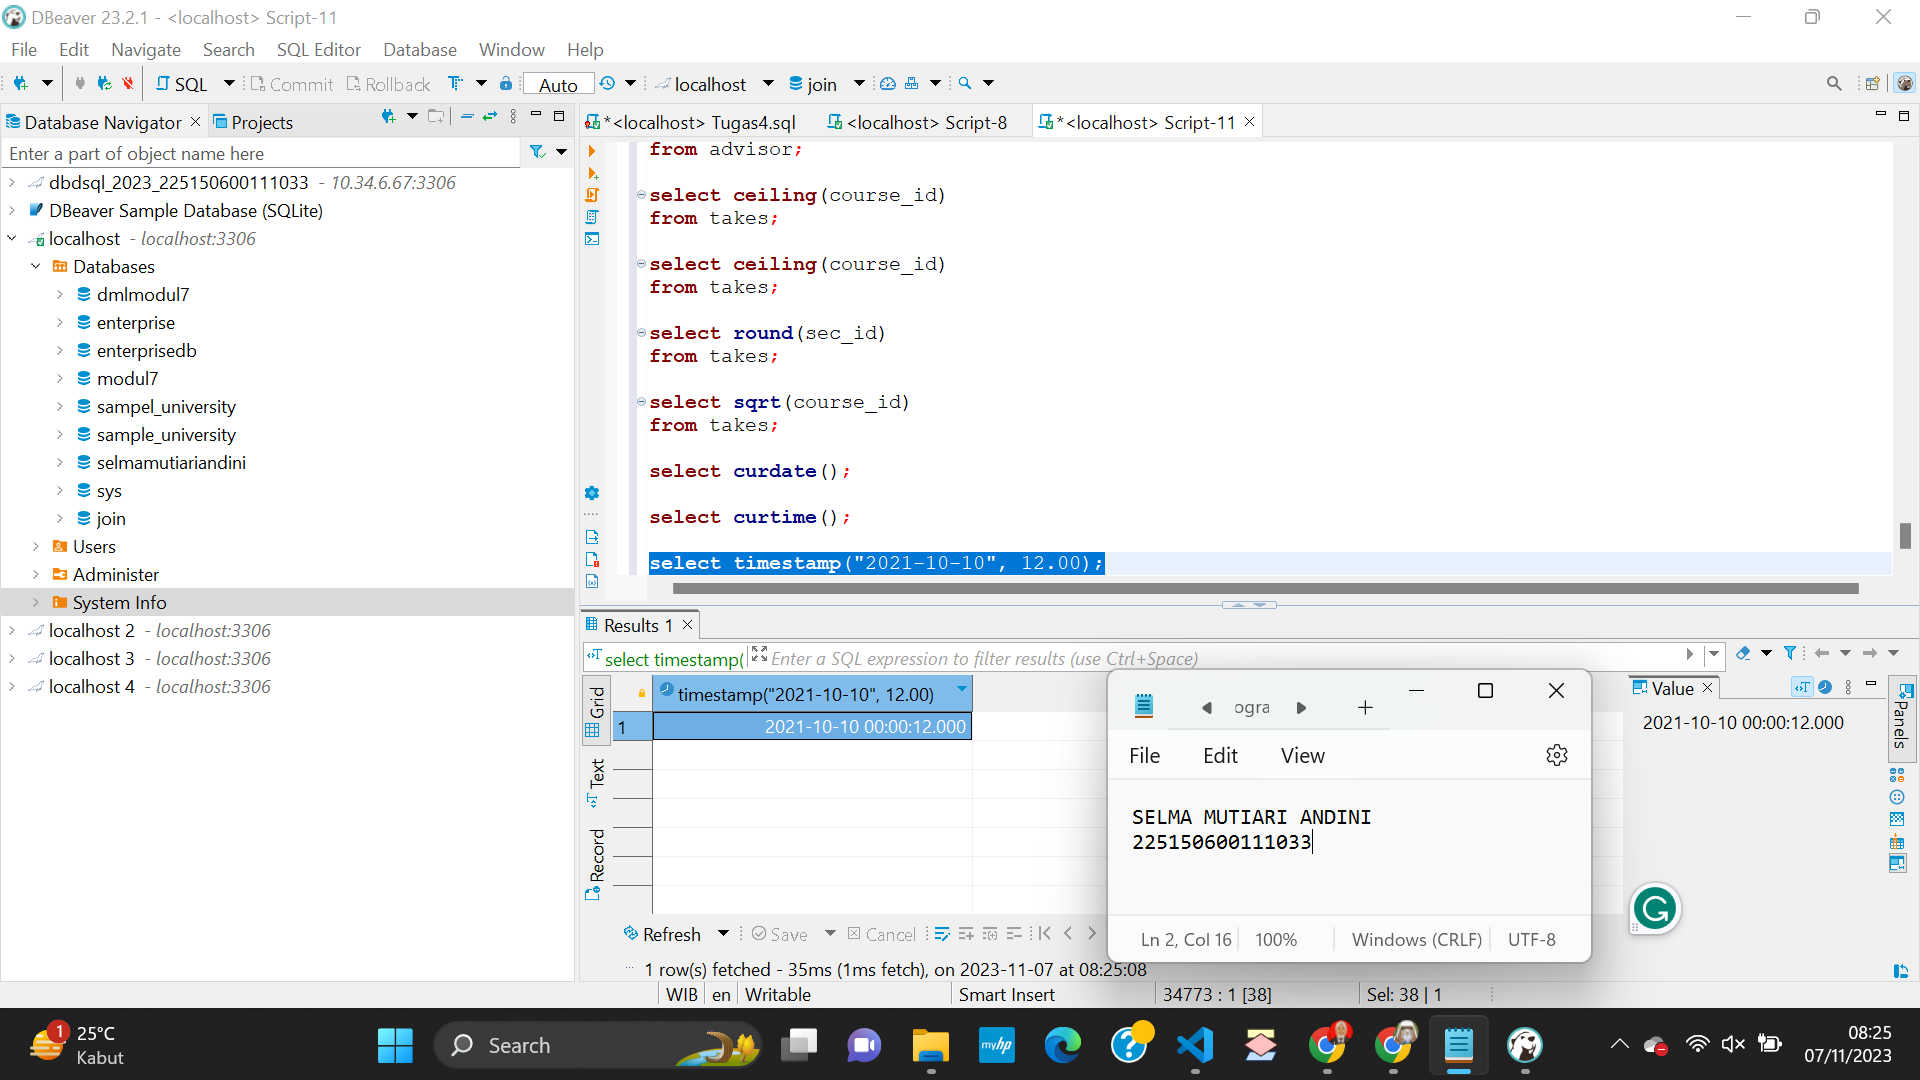 DBeaver 23.2.1 - <localhost> Script-11
File Edit Navigate Search SQL Editor Database Window Help
SQL Commit Rollback Auto localhost join
Database Navigator Projects
*<localhost> Tugas4.sql <localhost> Script-8 *<localhost> Script-11
Enter a part of object name here
dbdsql_2023_225150600111033 - 10.34.6.67:3306
DBeaver Sample Database (SQLite)
localhost - localhost:3306
Databases
dmlmodul7
enterprise
enterprisedb
modul7
sampel_university
sample_university
selmamutiariandini
sys
join
Users
Administer
System Info
localhost 2 - localhost:3306
localhost 3 - localhost:3306
localhost 4 - localhost:3306
from advisor;
select ceiling(course_id)
from takes;
select ceiling(course_id)
from takes;
select round(sec_id)
from takes;
select sqrt(course_id)
from takes;
select curdate();
select curtime();
select timestamp("2021-10-10", 12.00);
Results 1
select timestamp( Enter a SQL expression to filter results (use Ctrl+Space)
Grid
Text
Record
timestamp("2021-10-10", 12.00)
1 2021-10-10 00:00:12.000
Value
2021-10-10 00:00:12.000
Panels
ogra
File Edit View
SELMA MUTIARI ANDINI
225150600111033
Ln 2, Col 16 100% Windows (CRLF) UTF-8
Refresh Save Cancel
1 row(s) fetched - 35ms (1ms fetch), on 2023-11-07 at 08:25:08
WIB en Writable Smart Insert 34773 : 1 [38] Sel: 38 | 1
1
25°C
Kabut
Search
myhp
08:25
07/11/2023